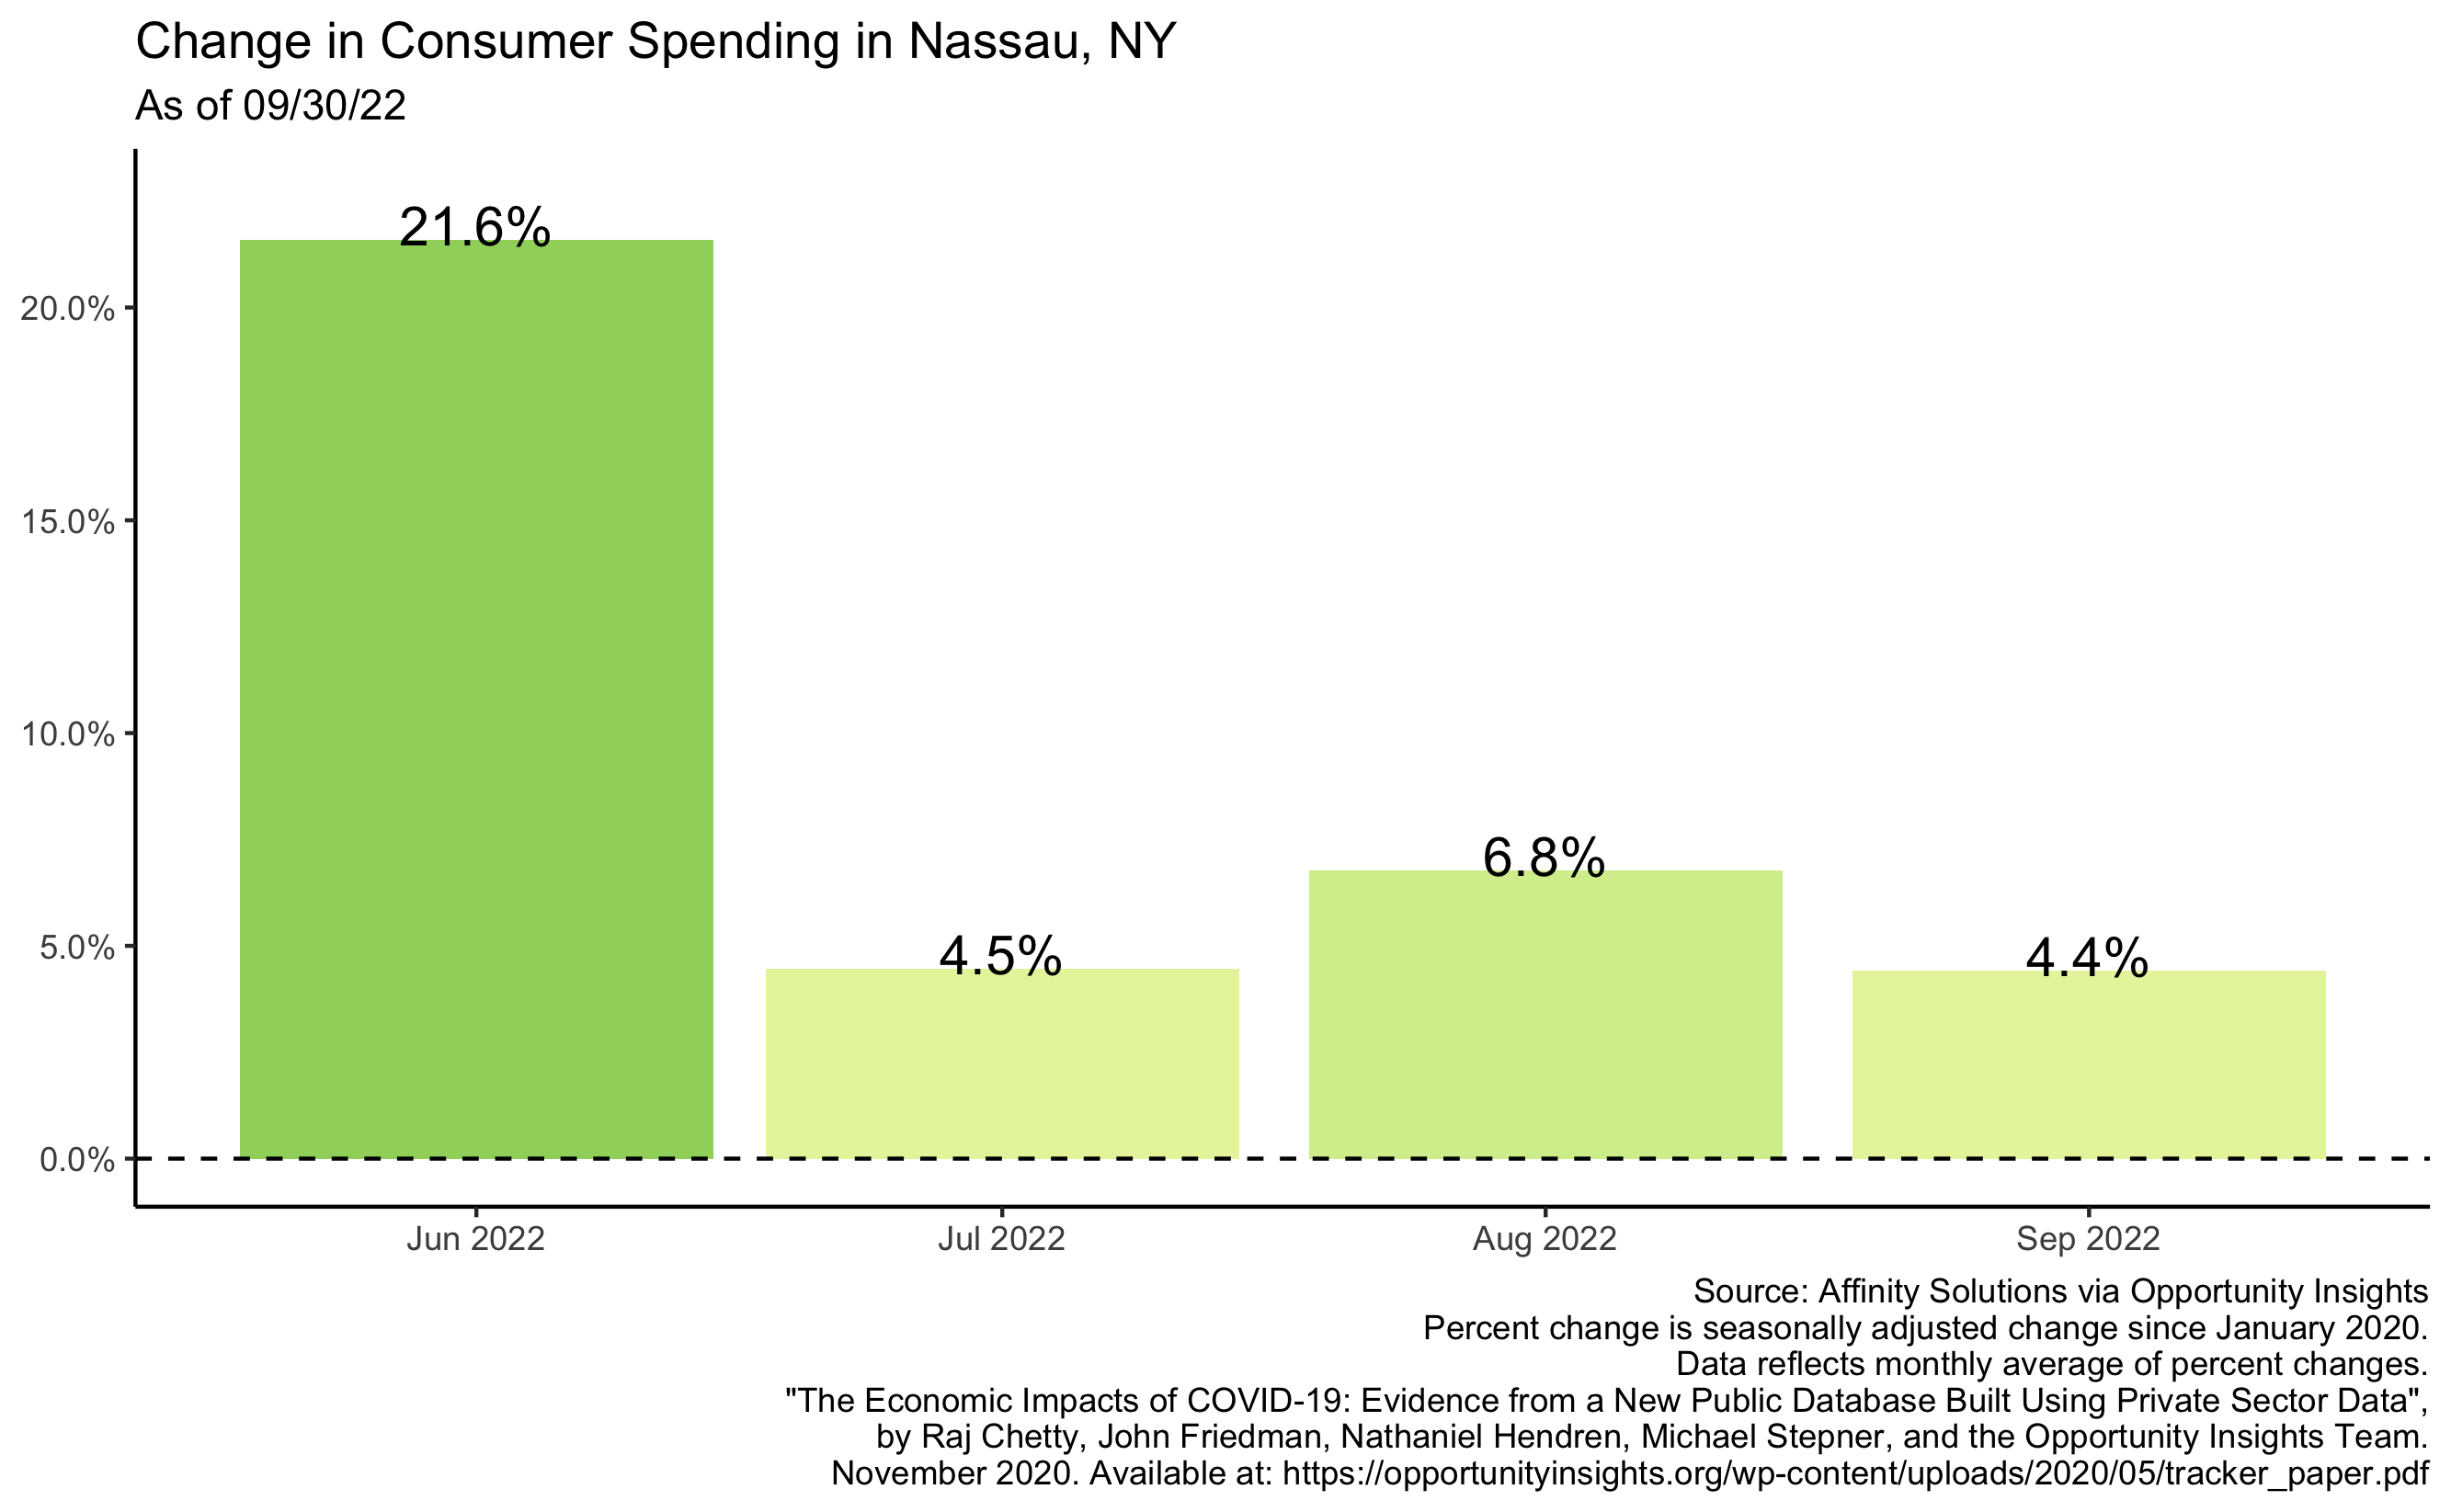 Change in Consumer Spending in Nassau, NY
As of 09/30/22
21.6%
20.0%
15.0%
10.0%
6.8%
4.5%
4.4%
5.0%
0.0%
Jun 2022
Jul 2022
Aug 2022
Sep 2022
Source: Affinity Solutions via Opportunity Insights
Percent change is seasonally adjusted change since January 2020.
Data reflects monthly average of percent changes.
"The Economic Impacts of COVID-19: Evidence from a New Public Database Built Using Private Sector Data",
by Raj Chetty, John Friedman, Nathaniel Hendren, Michael Stepner, and the Opportunity Insights Team.
November 2020. Available at: https://opportunityinsights.org/wp-content/uploads/2020/05/tracker_paper.pdf